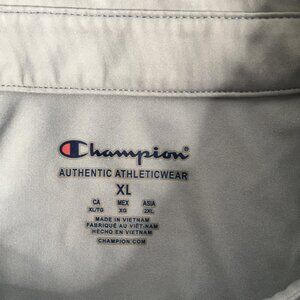 Champion®
AUTHENTIC ATHLETICWEAR
XL
CA MEX ASIA
XL/TG XG 2XL
MADE IN VIETNAM
FABRIQUÉ AU VIÊT-NAM
HECHO EN VIETNAM
CHAMPION.COM